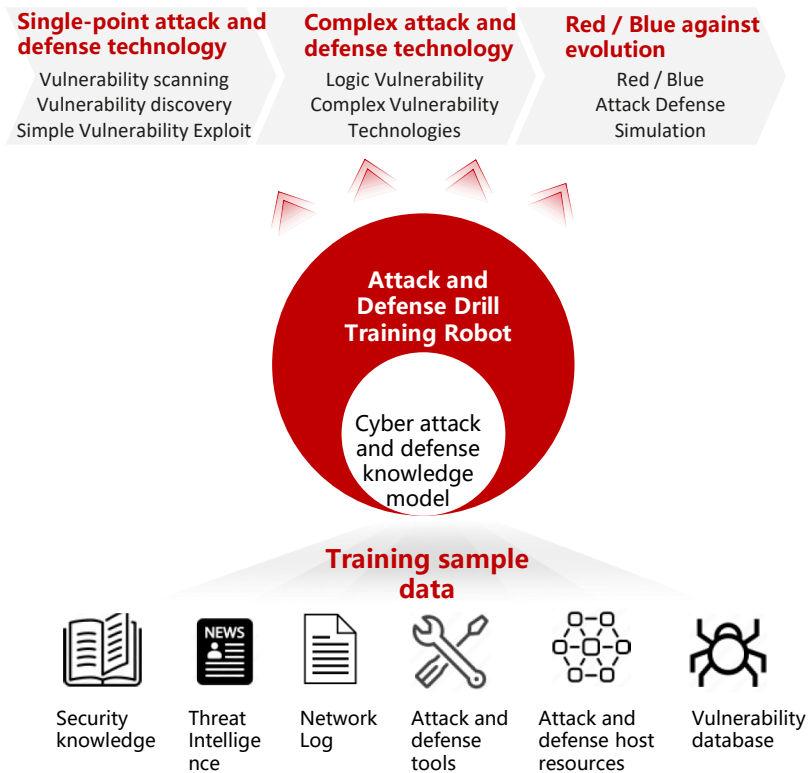 Single-point attack and
defense technology
Vulnerability scanning
Vulnerability discovery
Simple Vulnerability Exploit
Complex attack and
defense technology
Logic Vulnerability
Complex Vulnerability
Technologies
Red / Blue against
evolution
Red / Blue
Attack Defense
Simulation
Attack and
Defense Drill
Training Robot
Cyber attack
and defense
knowledge
model
Training sample
data
NEWS
Security
knowledge
Threat
Intellige
nce
Network
Log
Attack and
defense
tools
Attack and
defense host
resources
Vulnerability
database